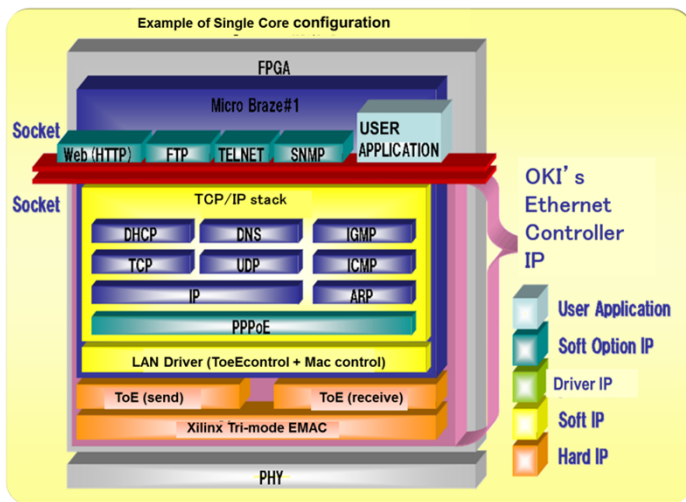 Example of Single Core configuration
FPGA
Micro Braze#1
Socket
Web (HTTP)
FTP
TELNET
SNMP
USER
APPLICATION
Socket
TCP/IP stack
DHCP
DNS
IGMP
TCP
UDP
ICMP
IP
ARP
PPPoE
LAN Driver (ToeEcontrol + Mac control)
ToE (send)
ToE (receive)
Xilinx Tri-mode EMAC
PHY
OKI's
Ethernet
Controller
IP
User Application
Soft Option IP
Driver IP
Soft IP
Hard IP